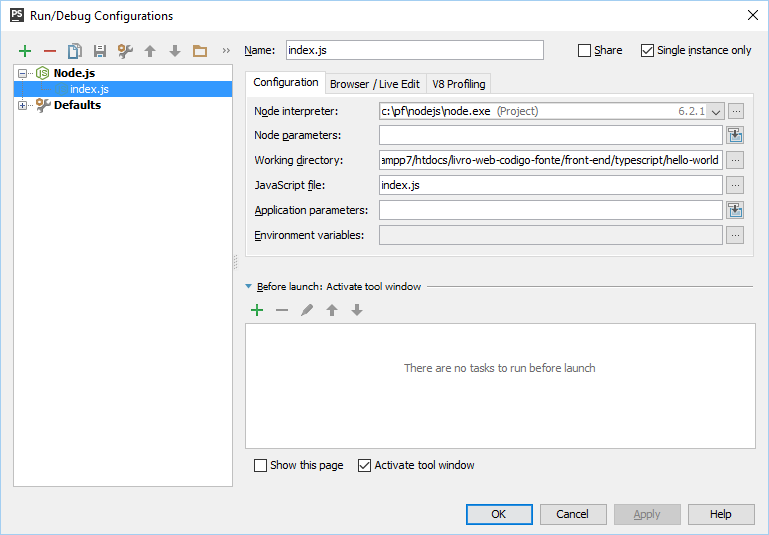 PS Run/Debug Configurations
Name: index.js Share Single instance only
Node.js
index.js
Defaults
Configuration Browser / Live Edit V8 Profiling
Node interpreter: c:\pf\nodejs\node.exe (Project) 6.2.1
Node parameters:
Working directory: ampp7/htdocs/livro-web-codigo-fonte/front-end/typescript/hello-world
JavaScript file: index.js
Application parameters:
Environment variables:
Before launch: Activate tool window
There are no tasks to run before launch
Show this page Activate tool window
OK Cancel Apply Help